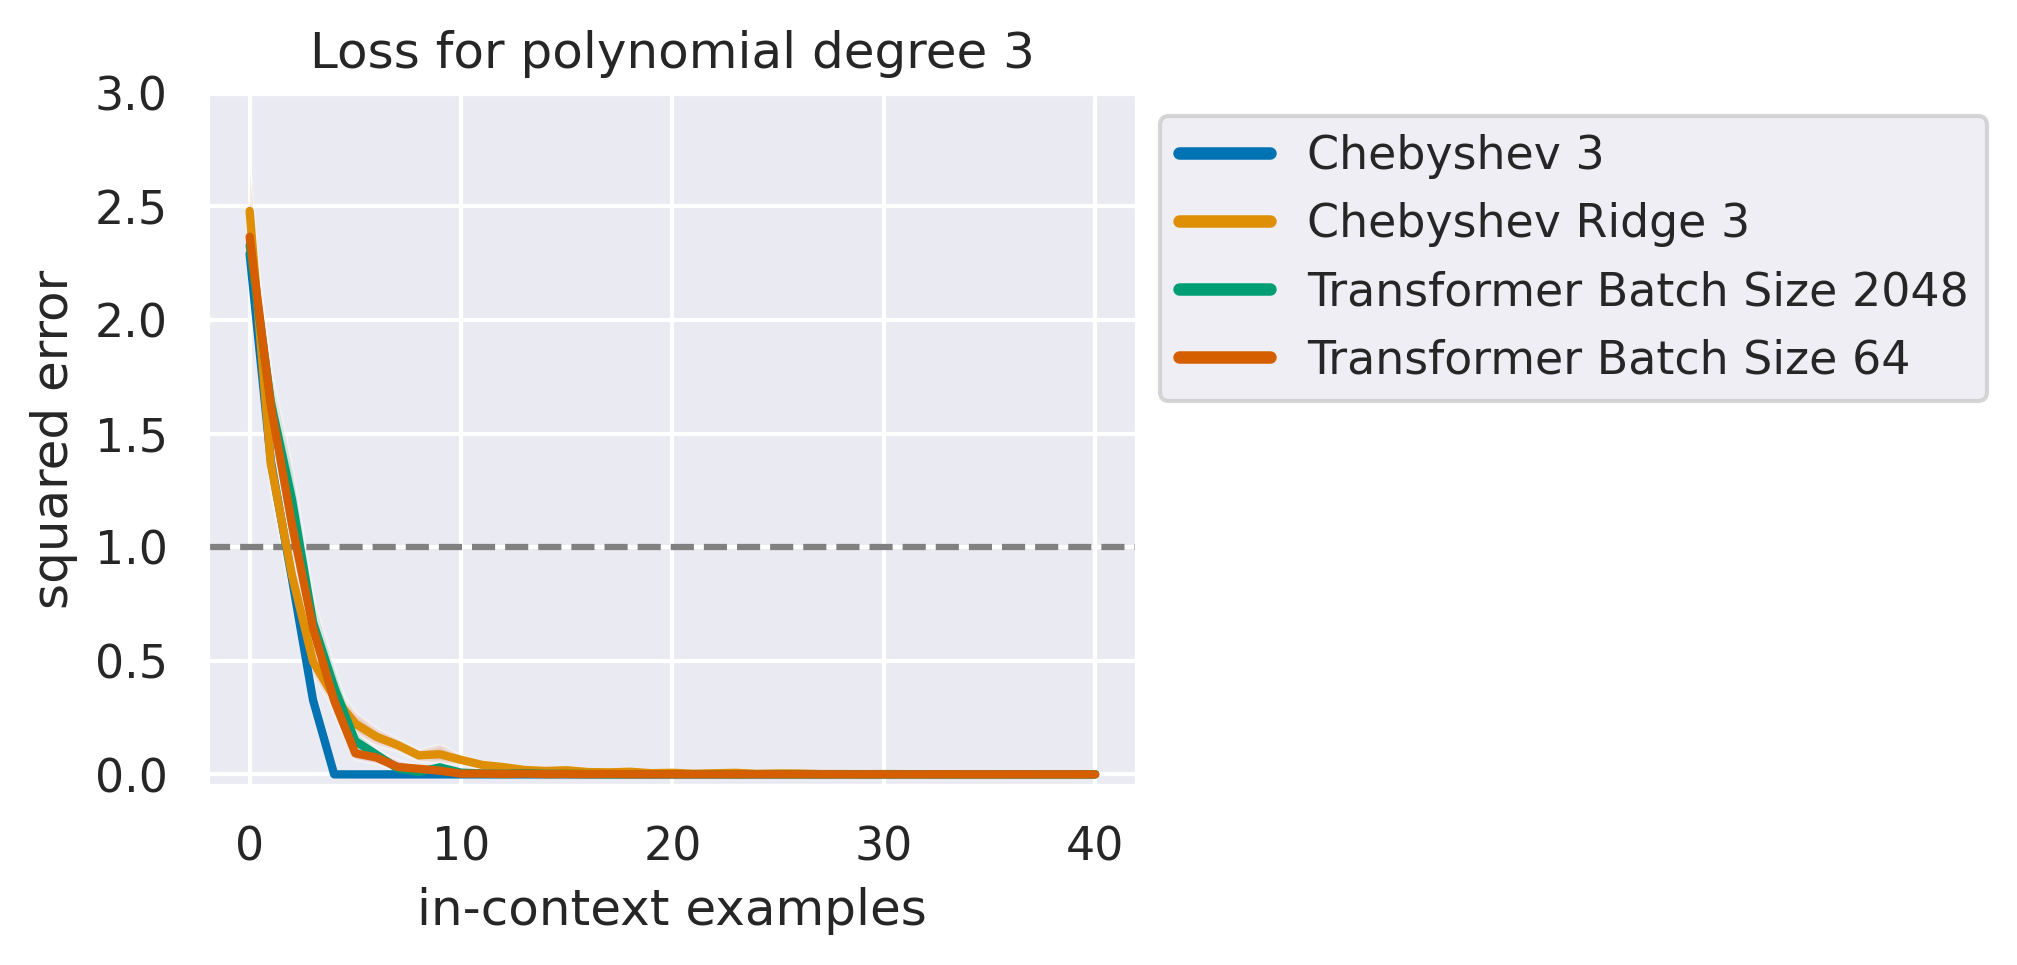 Loss for polynomial degree 3
3.0
2.5
2.0
1.5
1.0
0.5
0.0
squared error
0 10 20 30 40
in-context examples
Chebyshev 3
Chebyshev Ridge 3
Transformer Batch Size 2048
Transformer Batch Size 64